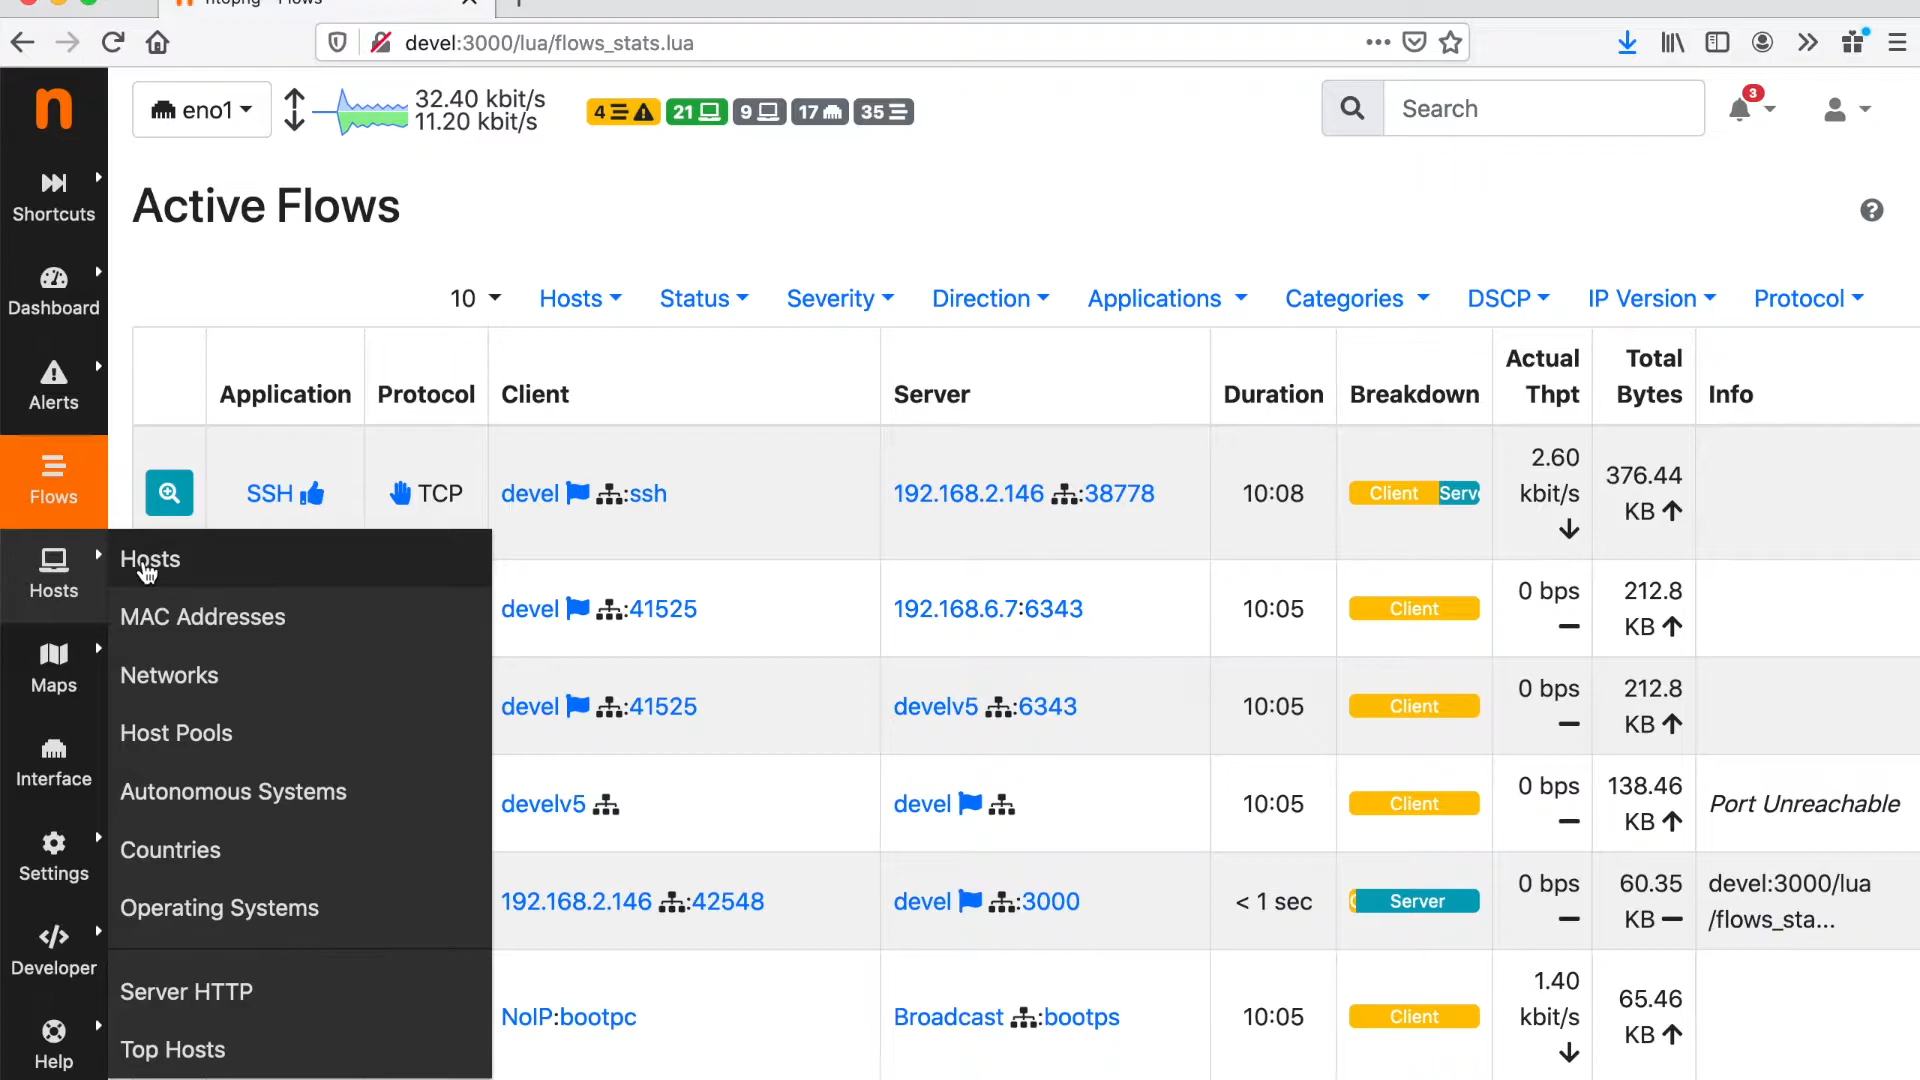 ntopng - Flows
devel:3000/lua/flows_stats.lua
n
eno1
32.40 kbit/s
11.20 kbit/s
4
21
9
17
35
Search
3
Shortcuts
Dashboard
Alerts
Flows
Hosts
Maps
Interface
Settings
Developer
Help
Active Flows
10 Hosts Status Severity Direction Applications Categories DSCP IP Version Protocol
Application Protocol Client Server Duration Breakdown Actual Thpt Total Bytes Info
SSH TCP devel :ssh 192.168.2.146 :38778 10:08 Client Serv 2.60 kbit/s 376.44 KB
devel :41525 192.168.6.7:6343 10:05 Client 0 bps 212.8 KB
devel :41525 develv5 :6343 10:05 Client 0 bps 212.8 KB
develv5 devel 10:05 Client 0 bps 138.46 KB Port Unreachable
192.168.2.146 :42548 devel :3000 < 1 sec Server 0 bps 60.35 KB devel:3000/lua /flows_sta...
NoIP:bootpc Broadcast :bootps 10:05 Client 1.40 kbit/s 65.46 KB
Hosts
MAC Addresses
Networks
Host Pools
Autonomous Systems
Countries
Operating Systems
Server HTTP
Top Hosts